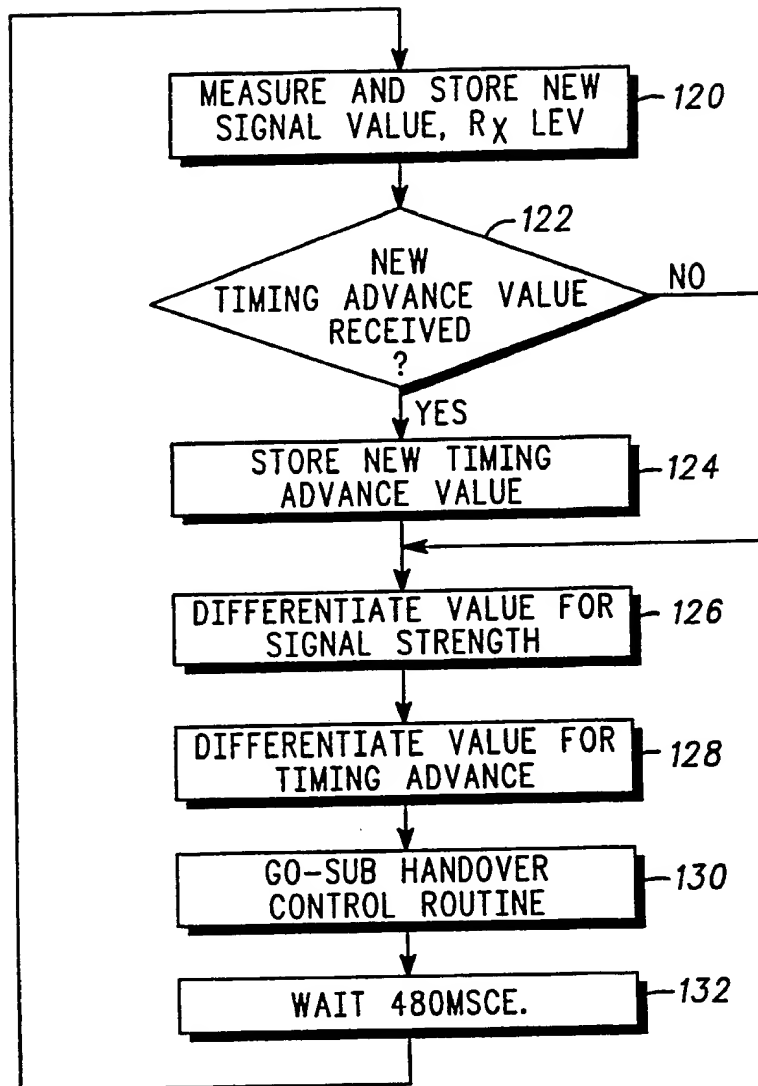 MEASURE AND STORE NEW
SIGNAL VALUE, RX LEV
120
122
NEW
TIMING ADVANCE VALUE
RECEIVED
?
NO
YES
STORE NEW TIMING
ADVANCE VALUE
124
DIFFERENTIATE VALUE FOR
SIGNAL STRENGTH
126
DIFFERENTIATE VALUE FOR
TIMING ADVANCE
128
GO-SUB HANDOVER
CONTROL ROUTINE
130
WAIT 480MSCE.
132